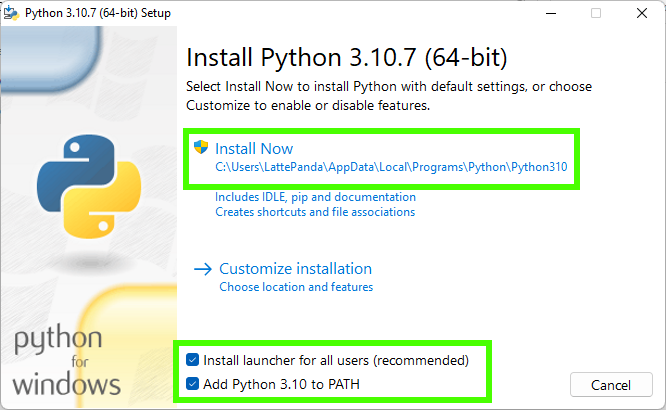 Python 3.10.7 (64-bit) Setup
Install Python 3.10.7 (64-bit)
Select Install Now to install Python with default settings, or choose
Customize to enable or disable features.
Install Now
C:\Users\LattePanda\AppData\Local\Programs\Python\Python310
Includes IDLE, pip and documentation
Creates shortcuts and file associations
Customize installation
Choose location and features
python
for
windows
Install launcher for all users (recommended)
Add Python 3.10 to PATH
Cancel